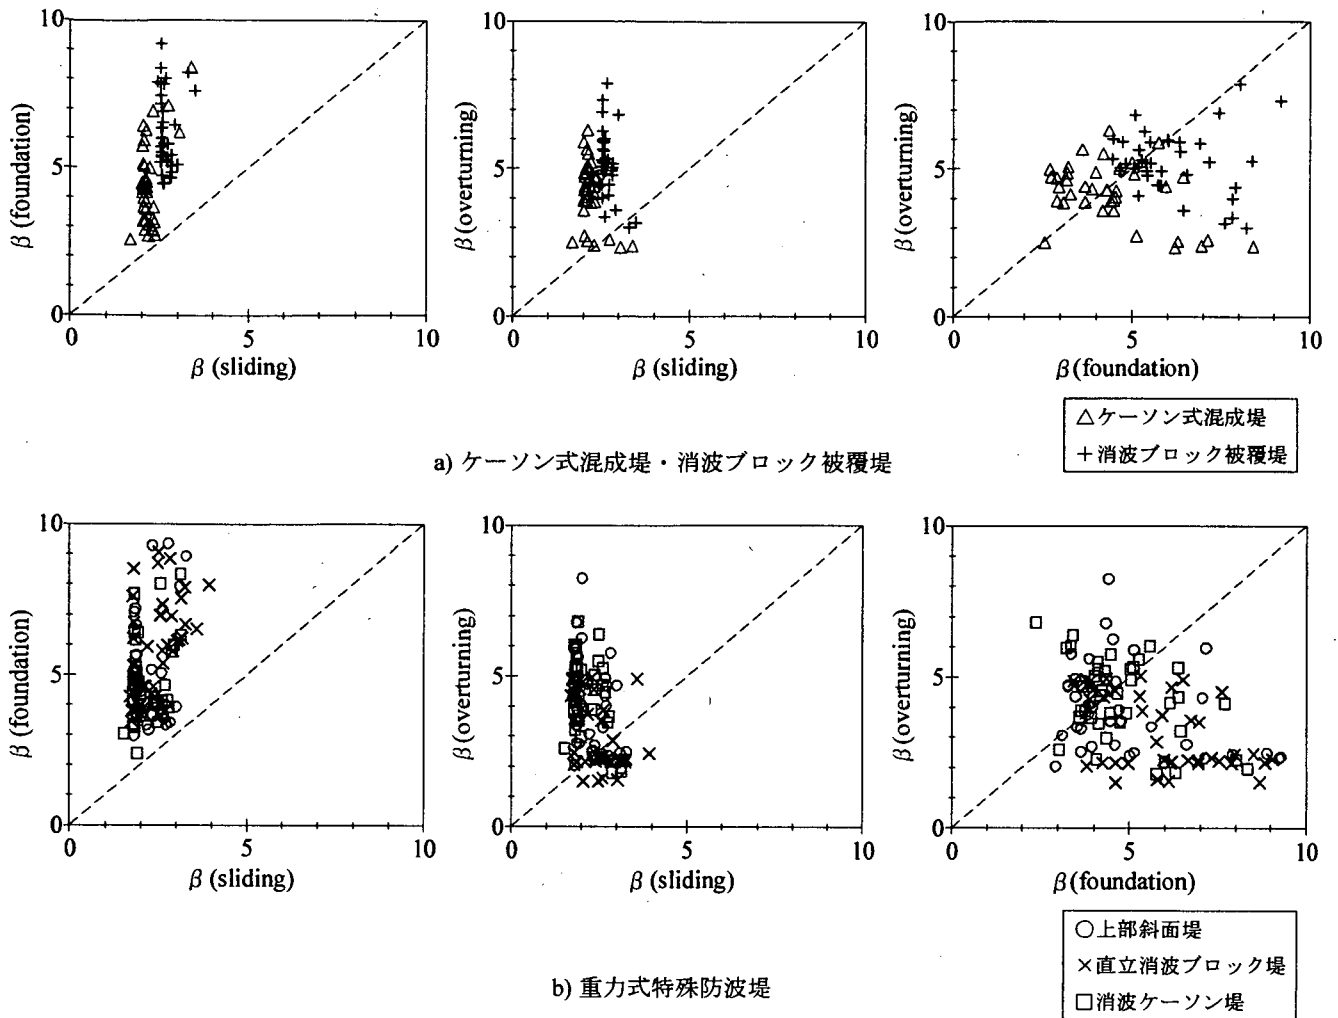 10
5
0
0
5
10
β (foundation)
β (sliding)
10
5
0
0
5
10
β (overturning)
β (sliding)
10
5
0
0
5
10
β (overturning)
β (foundation)
△ケーソン式混成堤
+消波ブロック被覆堤
a) ケーソン式混成堤・消波ブロック被覆堤
10
5
0
0
5
10
β (foundation)
β (sliding)
10
5
0
0
5
10
β (overturning)
β (sliding)
10
5
0
0
5
10
β (overturning)
β (foundation)
○上部斜面堤
×直立消波ブロック堤
□消波ケーソン堤
b) 重力式特殊防波堤